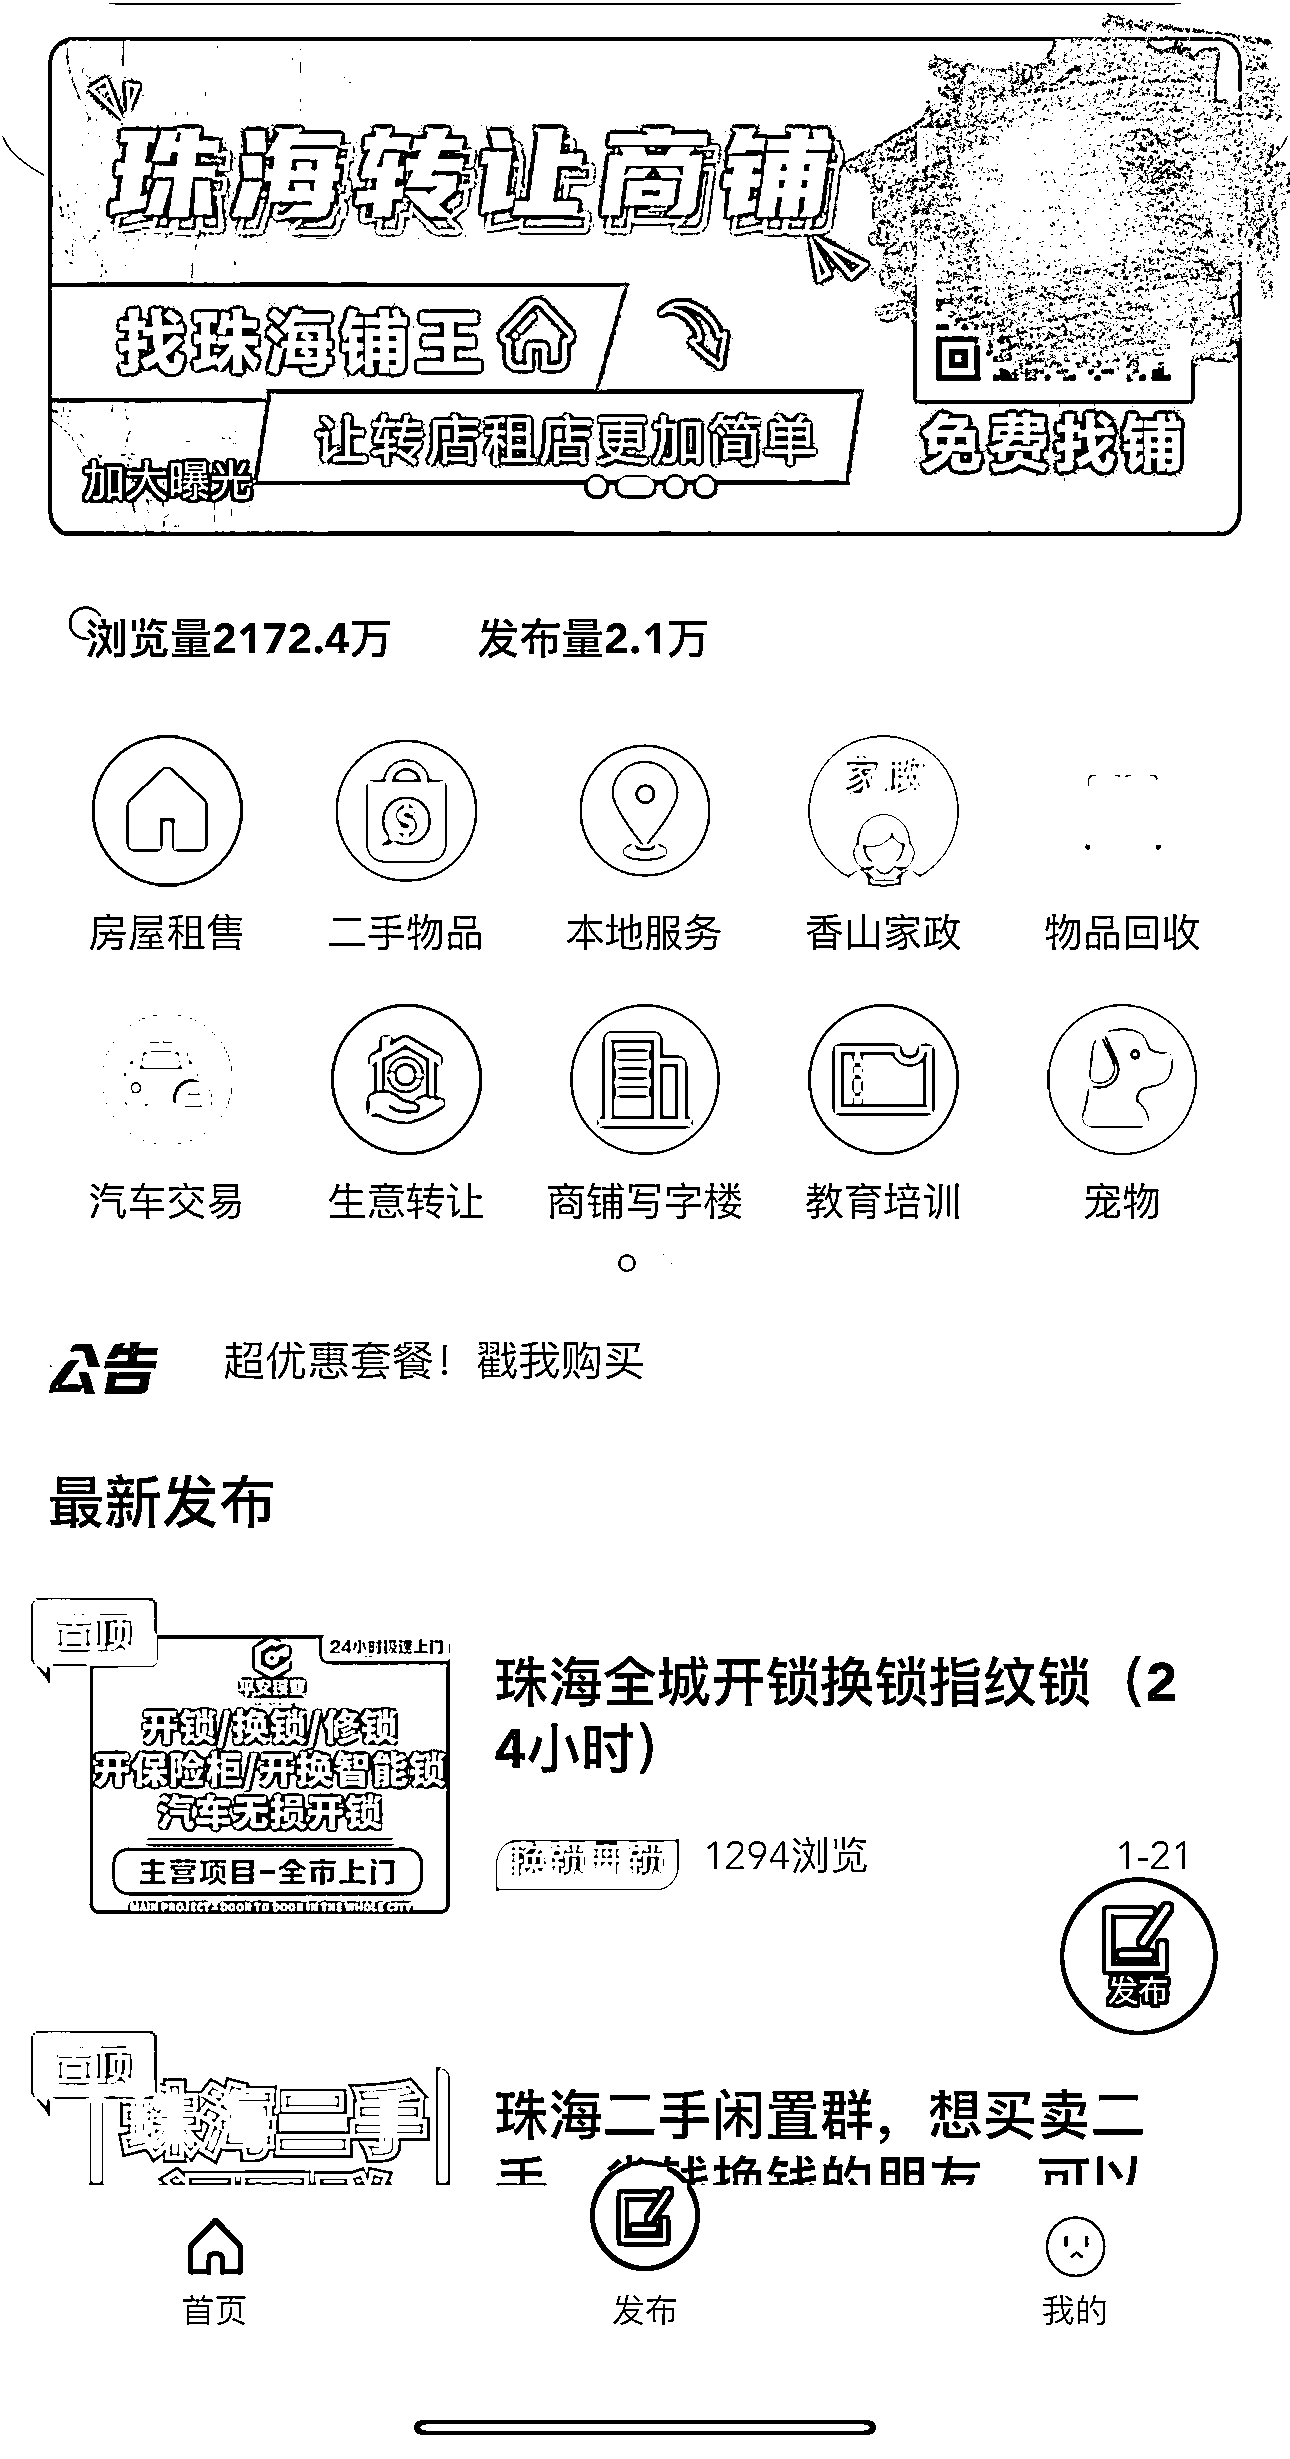 珠海转让商铺
找珠海铺王
让转店租店更加简单
加大曝光
免费找铺
浏览量2172.4万 发布量2.1万
家政
房屋租售 二手物品 本地服务 香山家政 物品回收
汽车交易 生意转让 商铺写字楼 教育培训 宠物
公告 超优惠套餐！戳我购买
最新发布
置顶
24小时极速上门
开锁/换锁/修锁
开保险柜/开换智能锁
汽车无损开锁
主营项目-全市上门
MAIN PROJECT-DOOR TO DOOR IN THE WHOLE CITY
珠海全城开锁换锁指纹锁（2
4小时）
换锁开锁 1294浏览 1-21
发布
置顶
珠海二手
珠海二手闲置群，想买卖二
手，省钱换钱的朋友，可以
首页 发布 我的